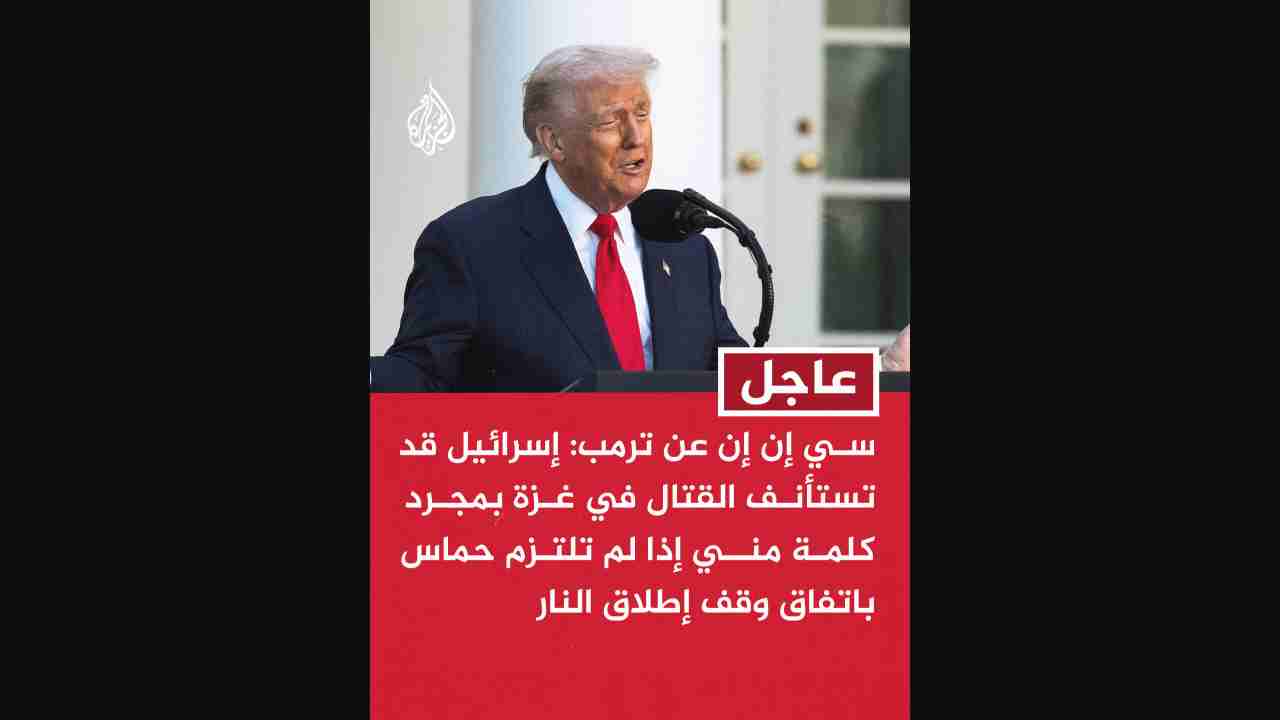 الجزيرة
عاجل
سي إن إن عن ترمب: إسرائيل قد
تستأنف القتال في غزة بمجرد
كلمة مني إذا لم تلتزم حماس
باتفاق وقف إطلاق النار